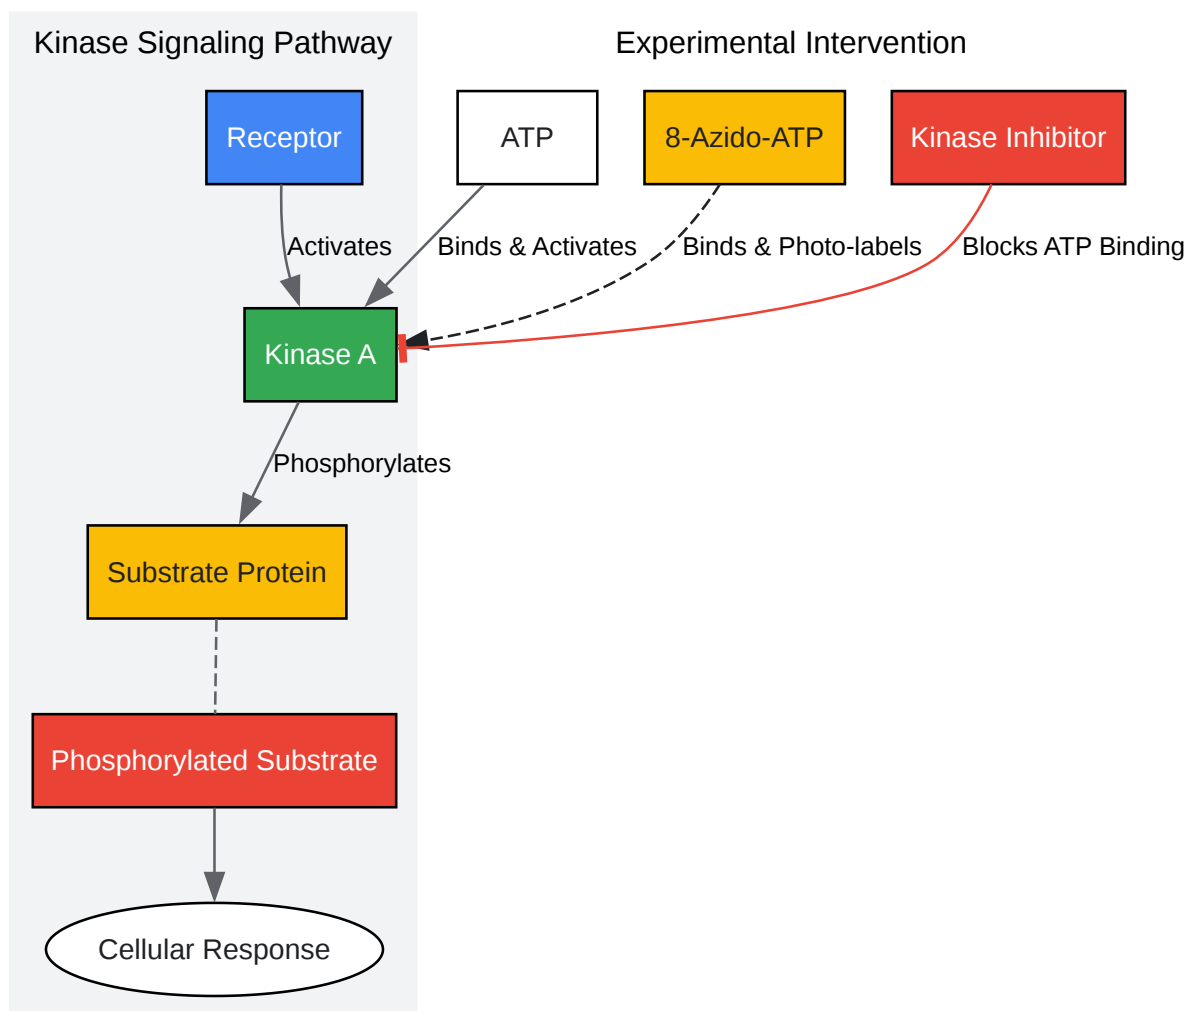 Kinase Signaling Pathway
Experimental Intervention
Receptor
ATP
8-Azido-ATP
Kinase Inhibitor
Activates
Binds & Activates
Binds & Photo-labels
Blocks ATP Binding
Kinase A
Phosphorylates
Substrate Protein
Phosphorylated Substrate
Cellular Response